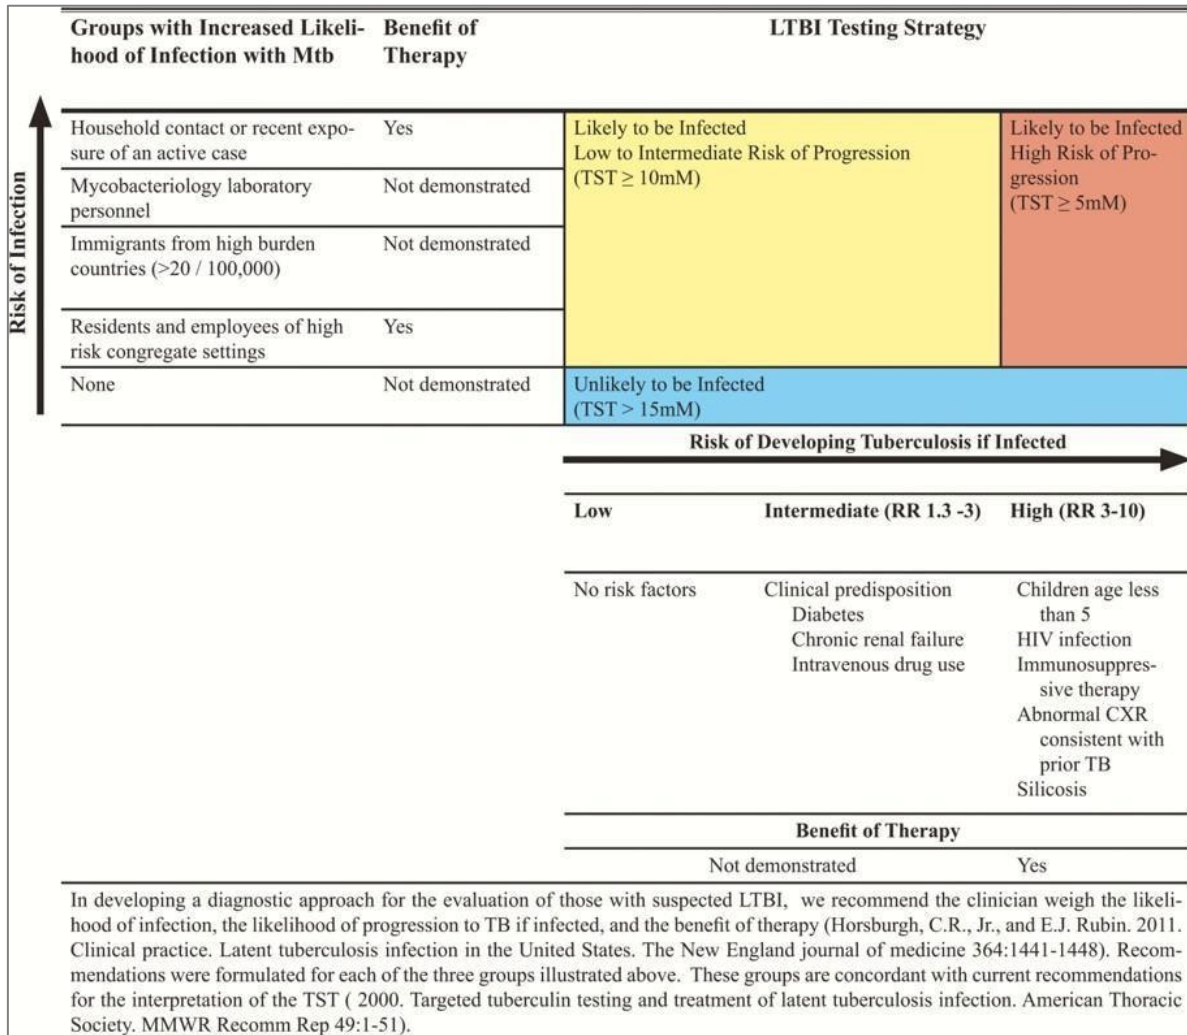 Groups with Increased Likeli-
hood of Infection with Mtb
Benefit of
Therapy
LTBI Testing Strategy
Risk of Infection
Household contact or recent expo-
sure of an active case
Yes
Mycobacteriology laboratory
personnel
Not demonstrated
Immigrants from high burden
countries (>20 / 100,000)
Not demonstrated
Residents and employees of high
risk congregate settings
Yes
None
Not demonstrated
Likely to be Infected
Low to Intermediate Risk of Progression
(TST ≥ 10mM)
Likely to be Infected
High Risk of Pro-
gression
(TST ≥ 5mM)
Unlikely to be Infected
(TST > 15mM)
Risk of Developing Tuberculosis if Infected
Low
Intermediate (RR 1.3 -3)
High (RR 3-10)
No risk factors
Clinical predisposition
Diabetes
Chronic renal failure
Intravenous drug use
Children age less
than 5
HIV infection
Immunosuppres-
sive therapy
Abnormal CXR
consistent with
prior TB
Silicosis
Benefit of Therapy
Not demonstrated
Yes
In developing a diagnostic approach for the evaluation of those with suspected LTBI, we recommend the clinician weigh the likeli-
hood of infection, the likelihood of progression to TB if infected, and the benefit of therapy (Horsburgh, C.R., Jr., and E.J. Rubin. 2011.
Clinical practice. Latent tuberculosis infection in the United States. The New England journal of medicine 364:1441-1448). Recom-
mendations were formulated for each of the three groups illustrated above. These groups are concordant with current recommendations
for the interpretation of the TST ( 2000. Targeted tuberculin testing and treatment of latent tuberculosis infection. American Thoracic
Society. MMWR Recomm Rep 49:1-51).